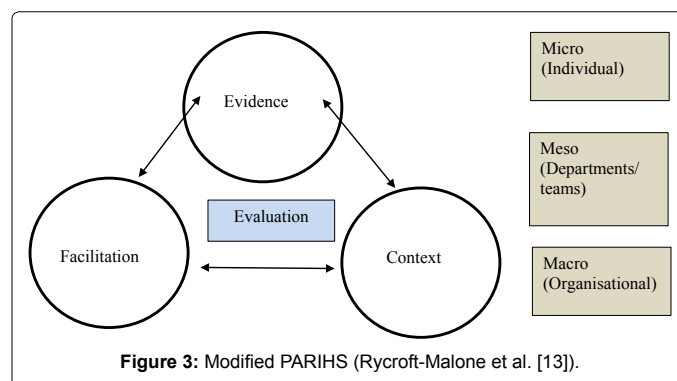 Evidence
Facilitation
Evaluation
Context
Micro
(Individual)
Meso
(Departments/
teams)
Macro
(Organisational)
Figure 3: Modified PARIHS (Rycroft-Malone et al. [13]).